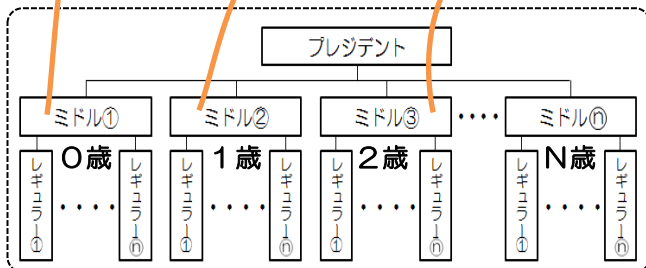 プレジデント
ミドル① ミドル② ミドル③ ・・・・ ミドルⓝ
0歳 1歳 2歳 N歳
レギュラー① ・・・・ レギュラーⓝ レギュラー① ・・・・ レギュラーⓝ レギュラー① ・・・・ レギュラーⓝ レギュラー① ・・・・ レギュラーⓝ